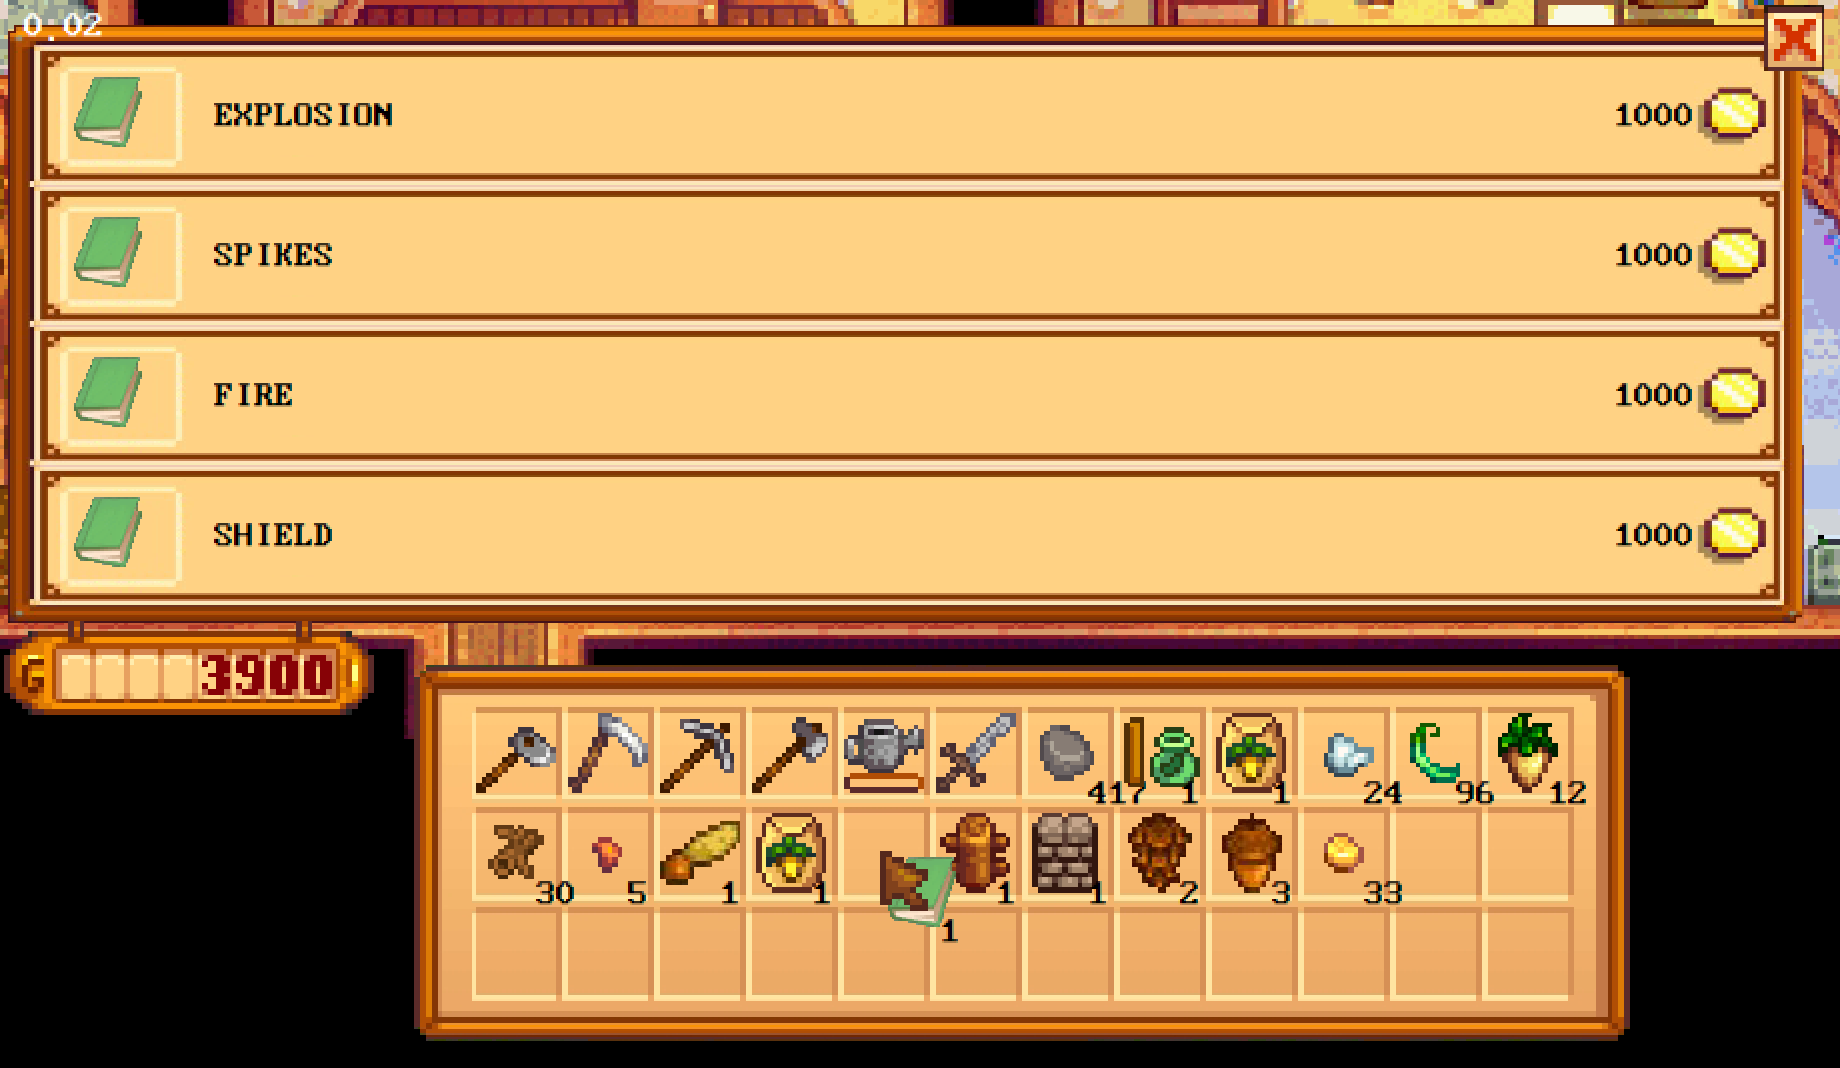 0.02
EXPLOSION 1000
SPIKES 1000
FIRE 1000
SHIELD 1000
G 3900
417 1 1 24 96 12
30 5 1 1 1 1 2 3 33
1